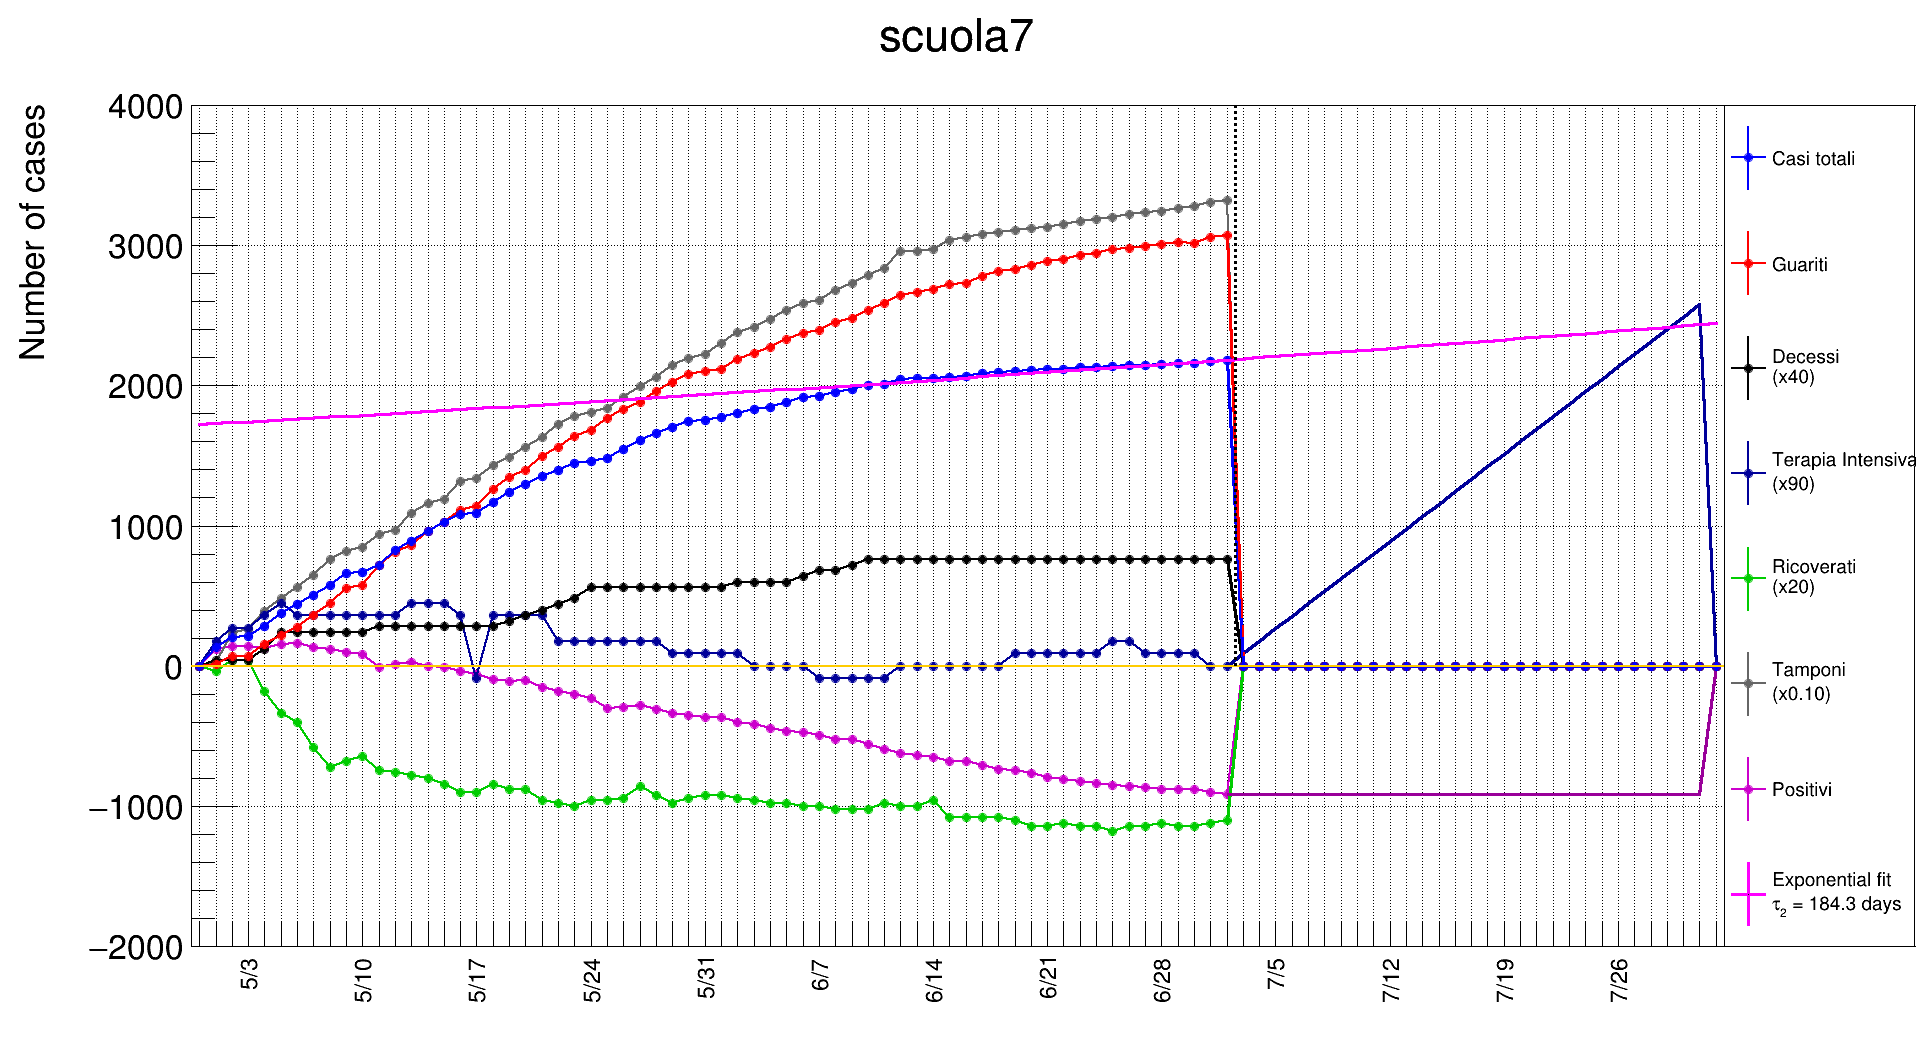 scuola7
Number of cases
4000
3000
2000
1000
0
−1000
−2000
5/3
5/10
5/17
5/24
5/31
6/7
6/14
6/21
6/28
7/5
7/12
7/19
7/26
Casi totali
Guariti
Decessi
(x40)
Terapia Intensiva
(x90)
Ricoverati
(x20)
Tamponi
(x0.10)
Positivi
Exponential fit
τ2 = 184.3 days